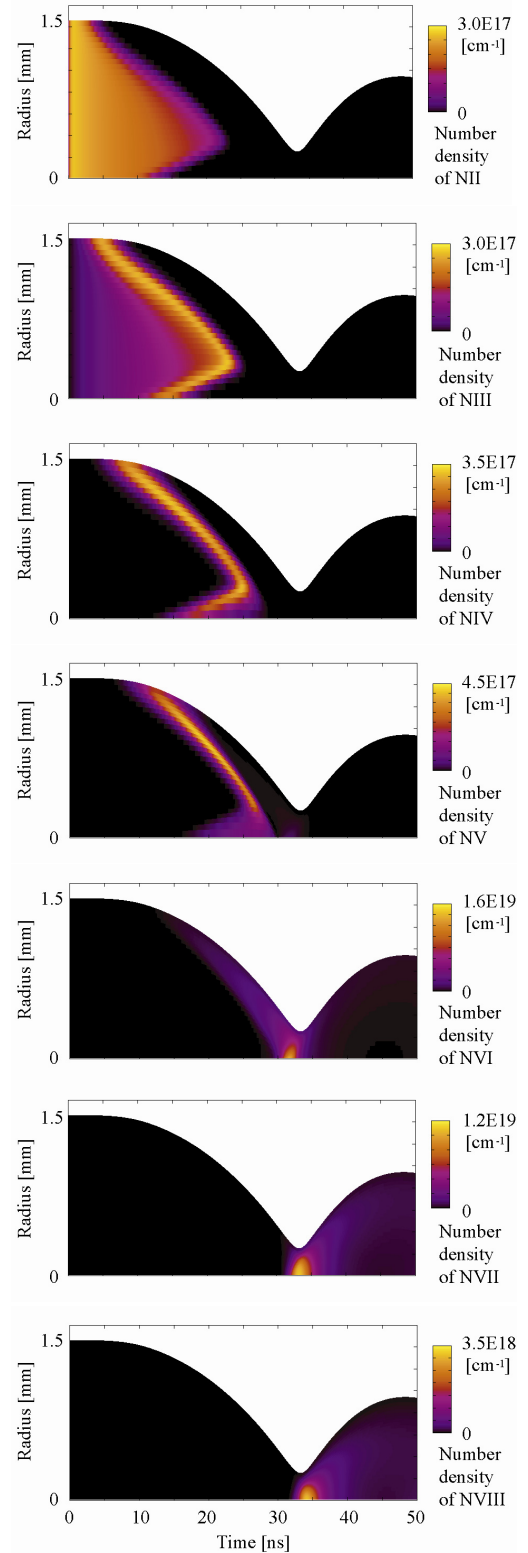 1.5
Radius [mm]
0
3.0E17
[cm-1]
0
Number
density
of NII
1.5
Radius [mm]
0
3.0E17
[cm-1]
0
Number
density
of NIII
1.5
Radius [mm]
0
3.5E17
[cm-1]
0
Number
density
of NIV
1.5
Radius [mm]
0
4.5E17
[cm-1]
0
Number
density
of NV
1.5
Radius [mm]
0
1.6E19
[cm-1]
0
Number
density
of NVI
1.5
Radius [mm]
0
1.2E19
[cm-1]
0
Number
density
of NVII
1.5
Radius [mm]
0
3.5E18
[cm-1]
0
Number
density
of NVIII
0 10 20 30 40 50
Time [ns]